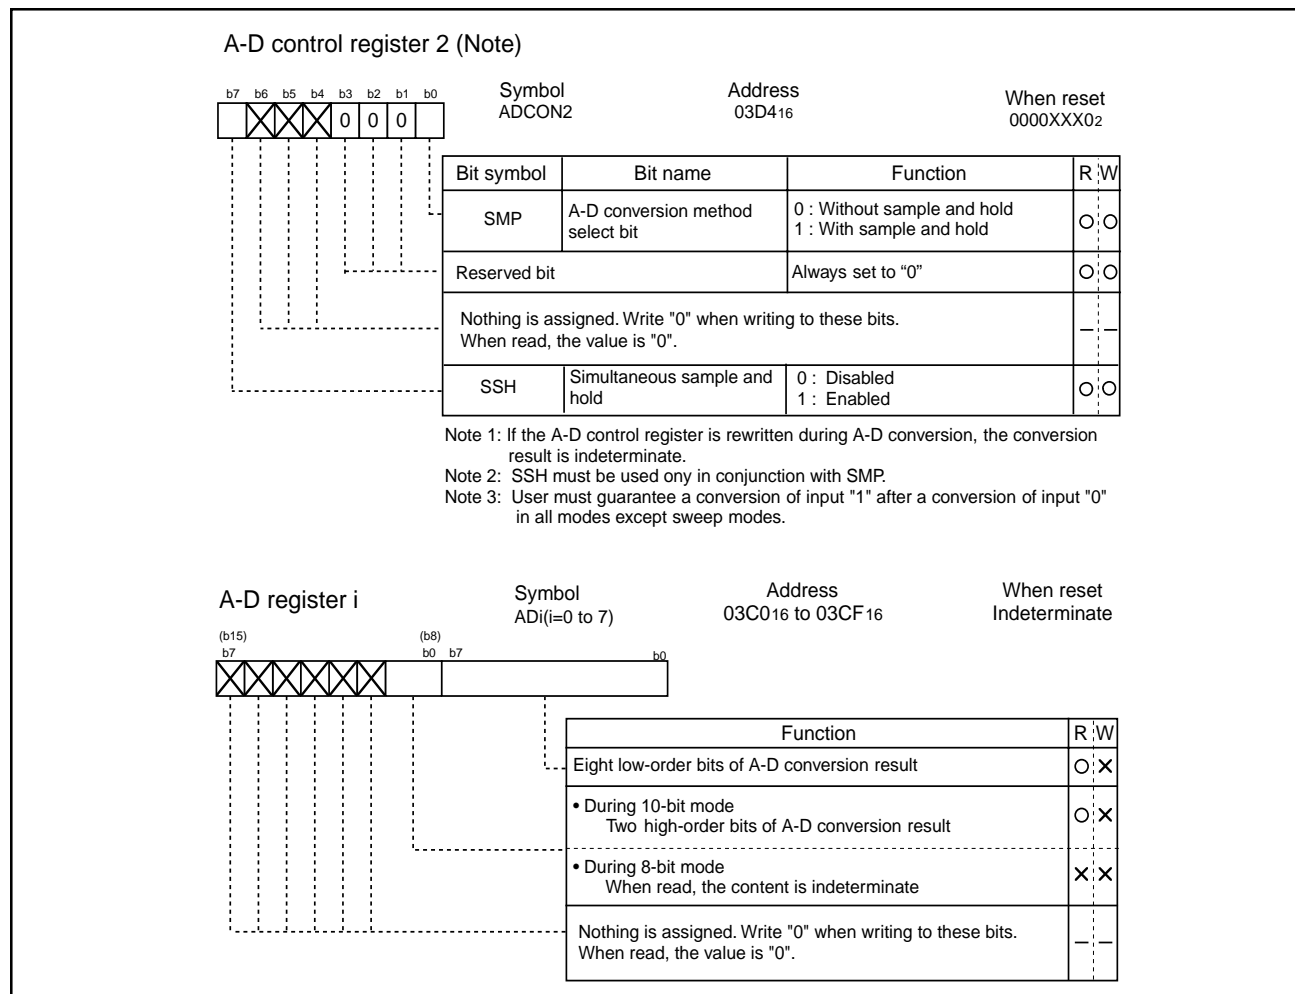 A-D control register 2 (Note)
b7 b6 b5 b4 b3 b2 b1 b0
0 0 0
Symbol Address When reset
ADCON2 03D416 0000XXX02
Bit symbol Bit name Function R W
SMP A-D conversion method select bit 0 : Without sample and hold
1 : With sample and hold
Reserved bit Always set to “0”
Nothing is assigned. Write "0" when writing to these bits.
When read, the value is "0".
SSH Simultaneous sample and hold 0 : Disabled
1 : Enabled
Note 1: If the A-D control register is rewritten during A-D conversion, the conversion
result is indeterminate.
Note 2: SSH must be used ony in conjunction with SMP.
Note 3: User must guarantee a conversion of input "1" after a conversion of input "0"
in all modes except sweep modes.
A-D register i
Symbol Address When reset
ADi(i=0 to 7) 03C016 to 03CF16 Indeterminate
(b15) (b8)
b7 b0 b7 b0
Function R W
Eight low-order bits of A-D conversion result
• During 10-bit mode
Two high-order bits of A-D conversion result
• During 8-bit mode
When read, the content is indeterminate
Nothing is assigned. Write "0" when writing to these bits.
When read, the value is "0".